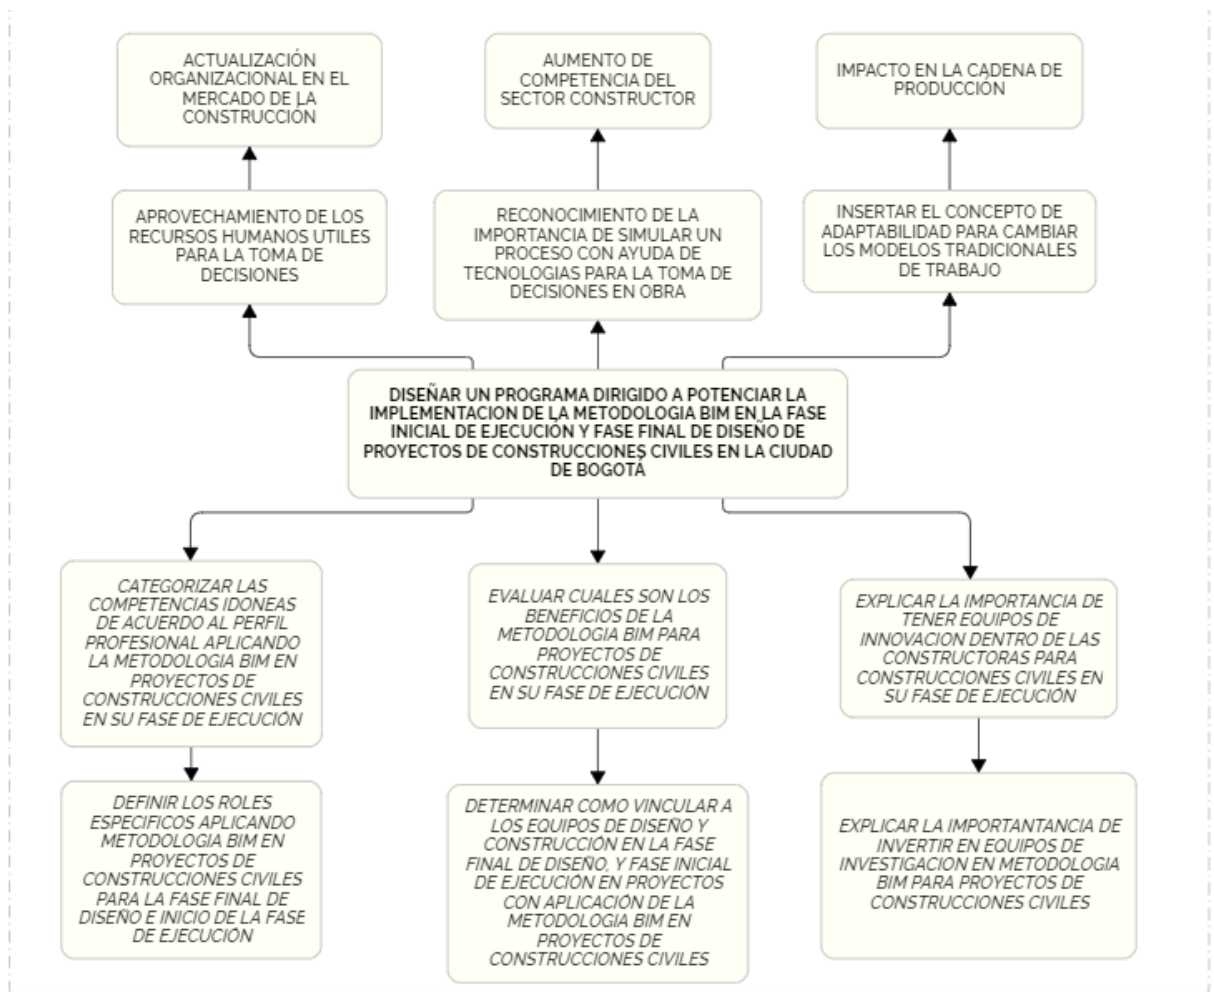 ACTUALIZACIÓN
ORGANIZACIONAL EN EL
MERCADO DE LA
CONSTRUCCIÓN
AUMENTO DE
COMPETENCIA DEL
SECTOR CONSTRUCTOR
IMPACTO EN LA CADENA DE
PRODUCCIÓN
APROVECHAMIENTO DE LOS
RECURSOS HUMANOS UTILES
PARA LA TOMA DE
DECISIONES
RECONOCIMIENTO DE LA
IMPORTANCIA DE SIMULAR UN
PROCESO CON AYUDA DE
TECNOLOGIAS PARA LA TOMA DE
DECISIONES EN OBRA
INSERTAR EL CONCEPTO DE
ADAPTABILIDAD PARA CAMBIAR
LOS MODELOS TRADICIONALES
DE TRABAJO
DISEÑAR UN PROGRAMA DIRIGIDO A POTENCIAR LA
IMPLEMENTACION DE LA METODOLOGIA BIM EN LA FASE
INICIAL DE EJECUCIÓN Y FASE FINAL DE DISEÑO DE
PROYECTOS DE CONSTRUCCIONES CIVILES EN LA CIUDAD
DE BOGOTÁ
CATEGORIZAR LAS
COMPETENCIAS IDONEAS
DE ACUERDO AL PERFIL
PROFESIONAL APLICANDO
LA METODOLOGIA BIM EN
PROYECTOS DE
CONSTRUCCIONES CIVILES
EN SU FASE DE EJECUCIÓN
EVALUAR CUALES SON LOS
BENEFICIOS DE LA
METODOLOGIA BIM PARA
PROYECTOS DE
CONSTRUCCIONES CIVILES
EN SU FASE DE EJECUCIÓN
EXPLICAR LA IMPORTANCIA DE
TENER EQUIPOS DE
INNOVACION DENTRO DE LAS
CONSTRUCTORAS PARA
CONSTRUCCIONES CIVILES EN
SU FASE DE EJECUCIÓN
DEFINIR LOS ROLES
ESPECIFICOS APLICANDO
METODOLOGIA BIM EN
PROYECTOS DE
CONSTRUCCIONES CIVILES
PARA LA FASE FINAL DE
DISEÑO E INICIO DE LA FASE
DE EJECUCIÓN
DETERMINAR COMO VINCULAR A
LOS EQUIPOS DE DISEÑO Y
CONSTRUCCIÓN EN LA FASE
FINAL DE DISEÑO, Y FASE INICIAL
DE EJECUCIÓN EN PROYECTOS
CON APLICACIÓN DE LA
METODOLOGIA BIM EN
PROYECTOS DE
CONSTRUCCIONES CIVILES
EXPLICAR LA IMPORTANTANCIA DE
INVERTIR EN EQUIPOS DE
INVESTIGACION EN METODOLOGIA
BIM PARA PROYECTOS DE
CONSTRUCCIONES CIVILES